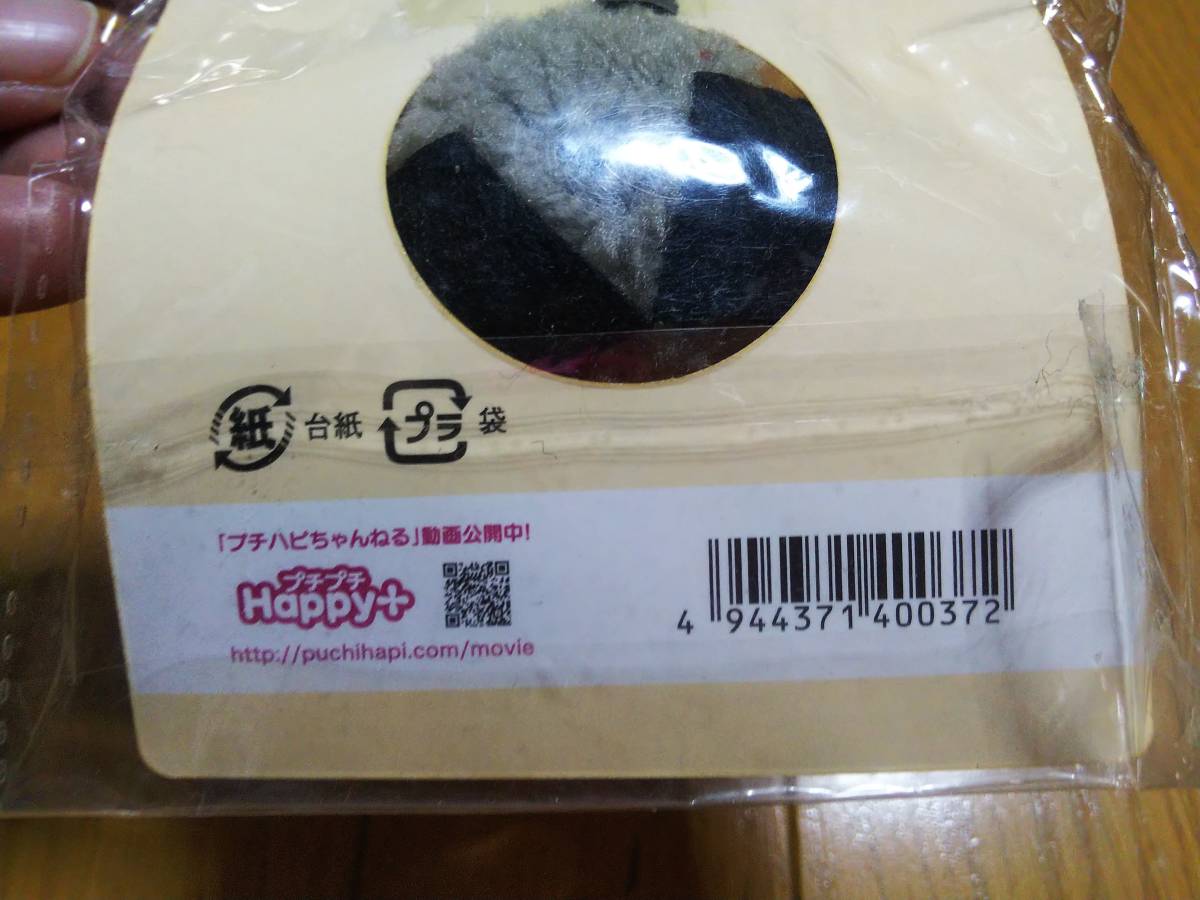 紙 台紙 プラ 袋
「プチハピちゃんねる」動画公開中!
プチプチ
Happy+
http://puchihapi.com/movie
4 944371 400372